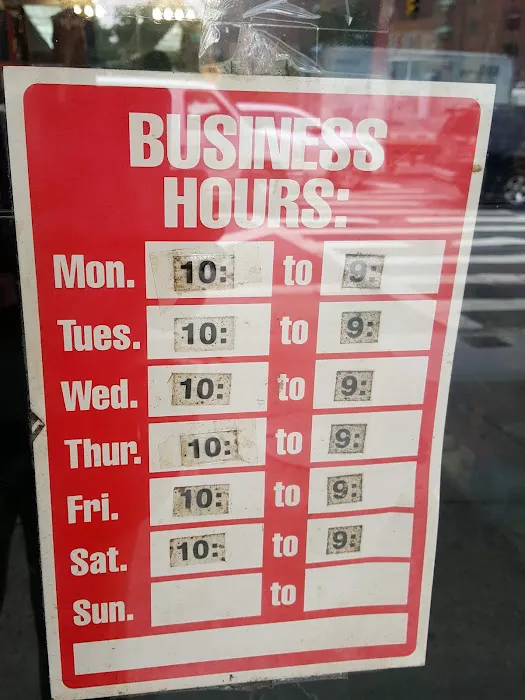 BUSINESS
HOURS:
Mon. 10: to 9:
Tues. 10: to 9:
Wed. 10: to 9:
Thur. 10: to 9:
Fri. 10: to 9:
Sat. 10: to 9:
Sun. to